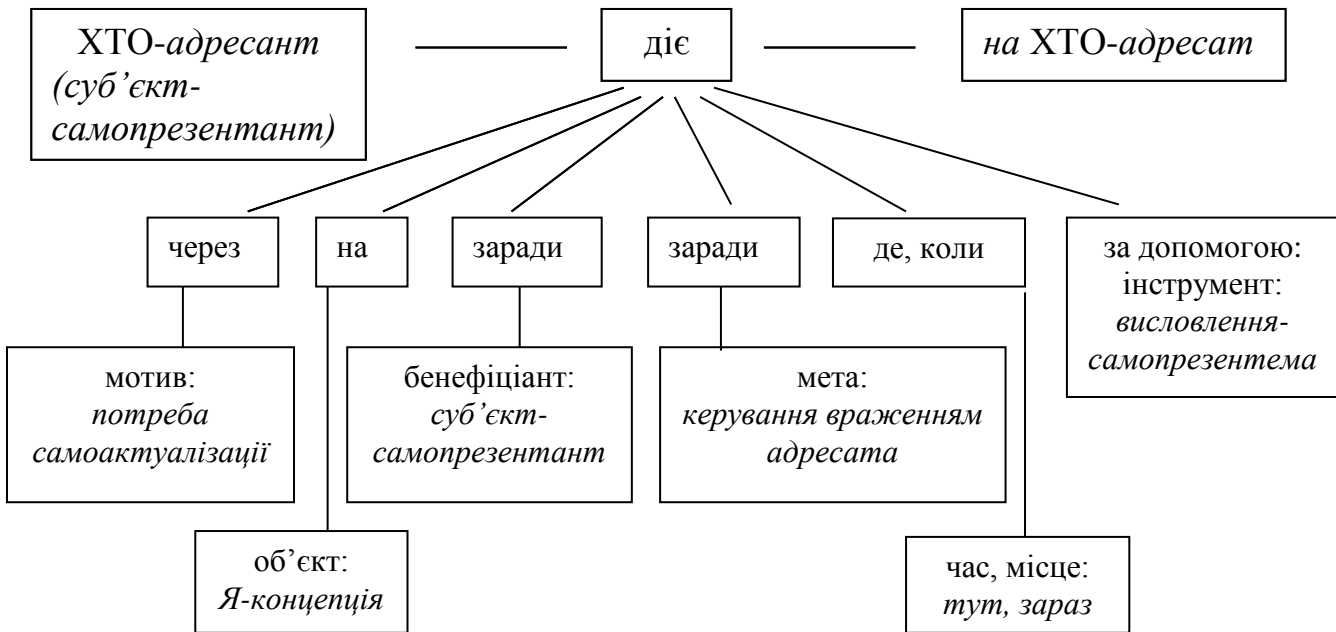 ХТО-адресант
(суб’єкт-
самопрезентант)
діє
на ХТО-адресат
через
на
заради
заради
де, коли
за допомогою:
інструмент:
висловлення-
самопрезентема
мотив:
потреба
самоактуалізації
бенефіціант:
суб’єкт-
самопрезентант
мета:
керування враженням
адресата
об’єкт:
Я-концепція
час, місце:
тут, зараз